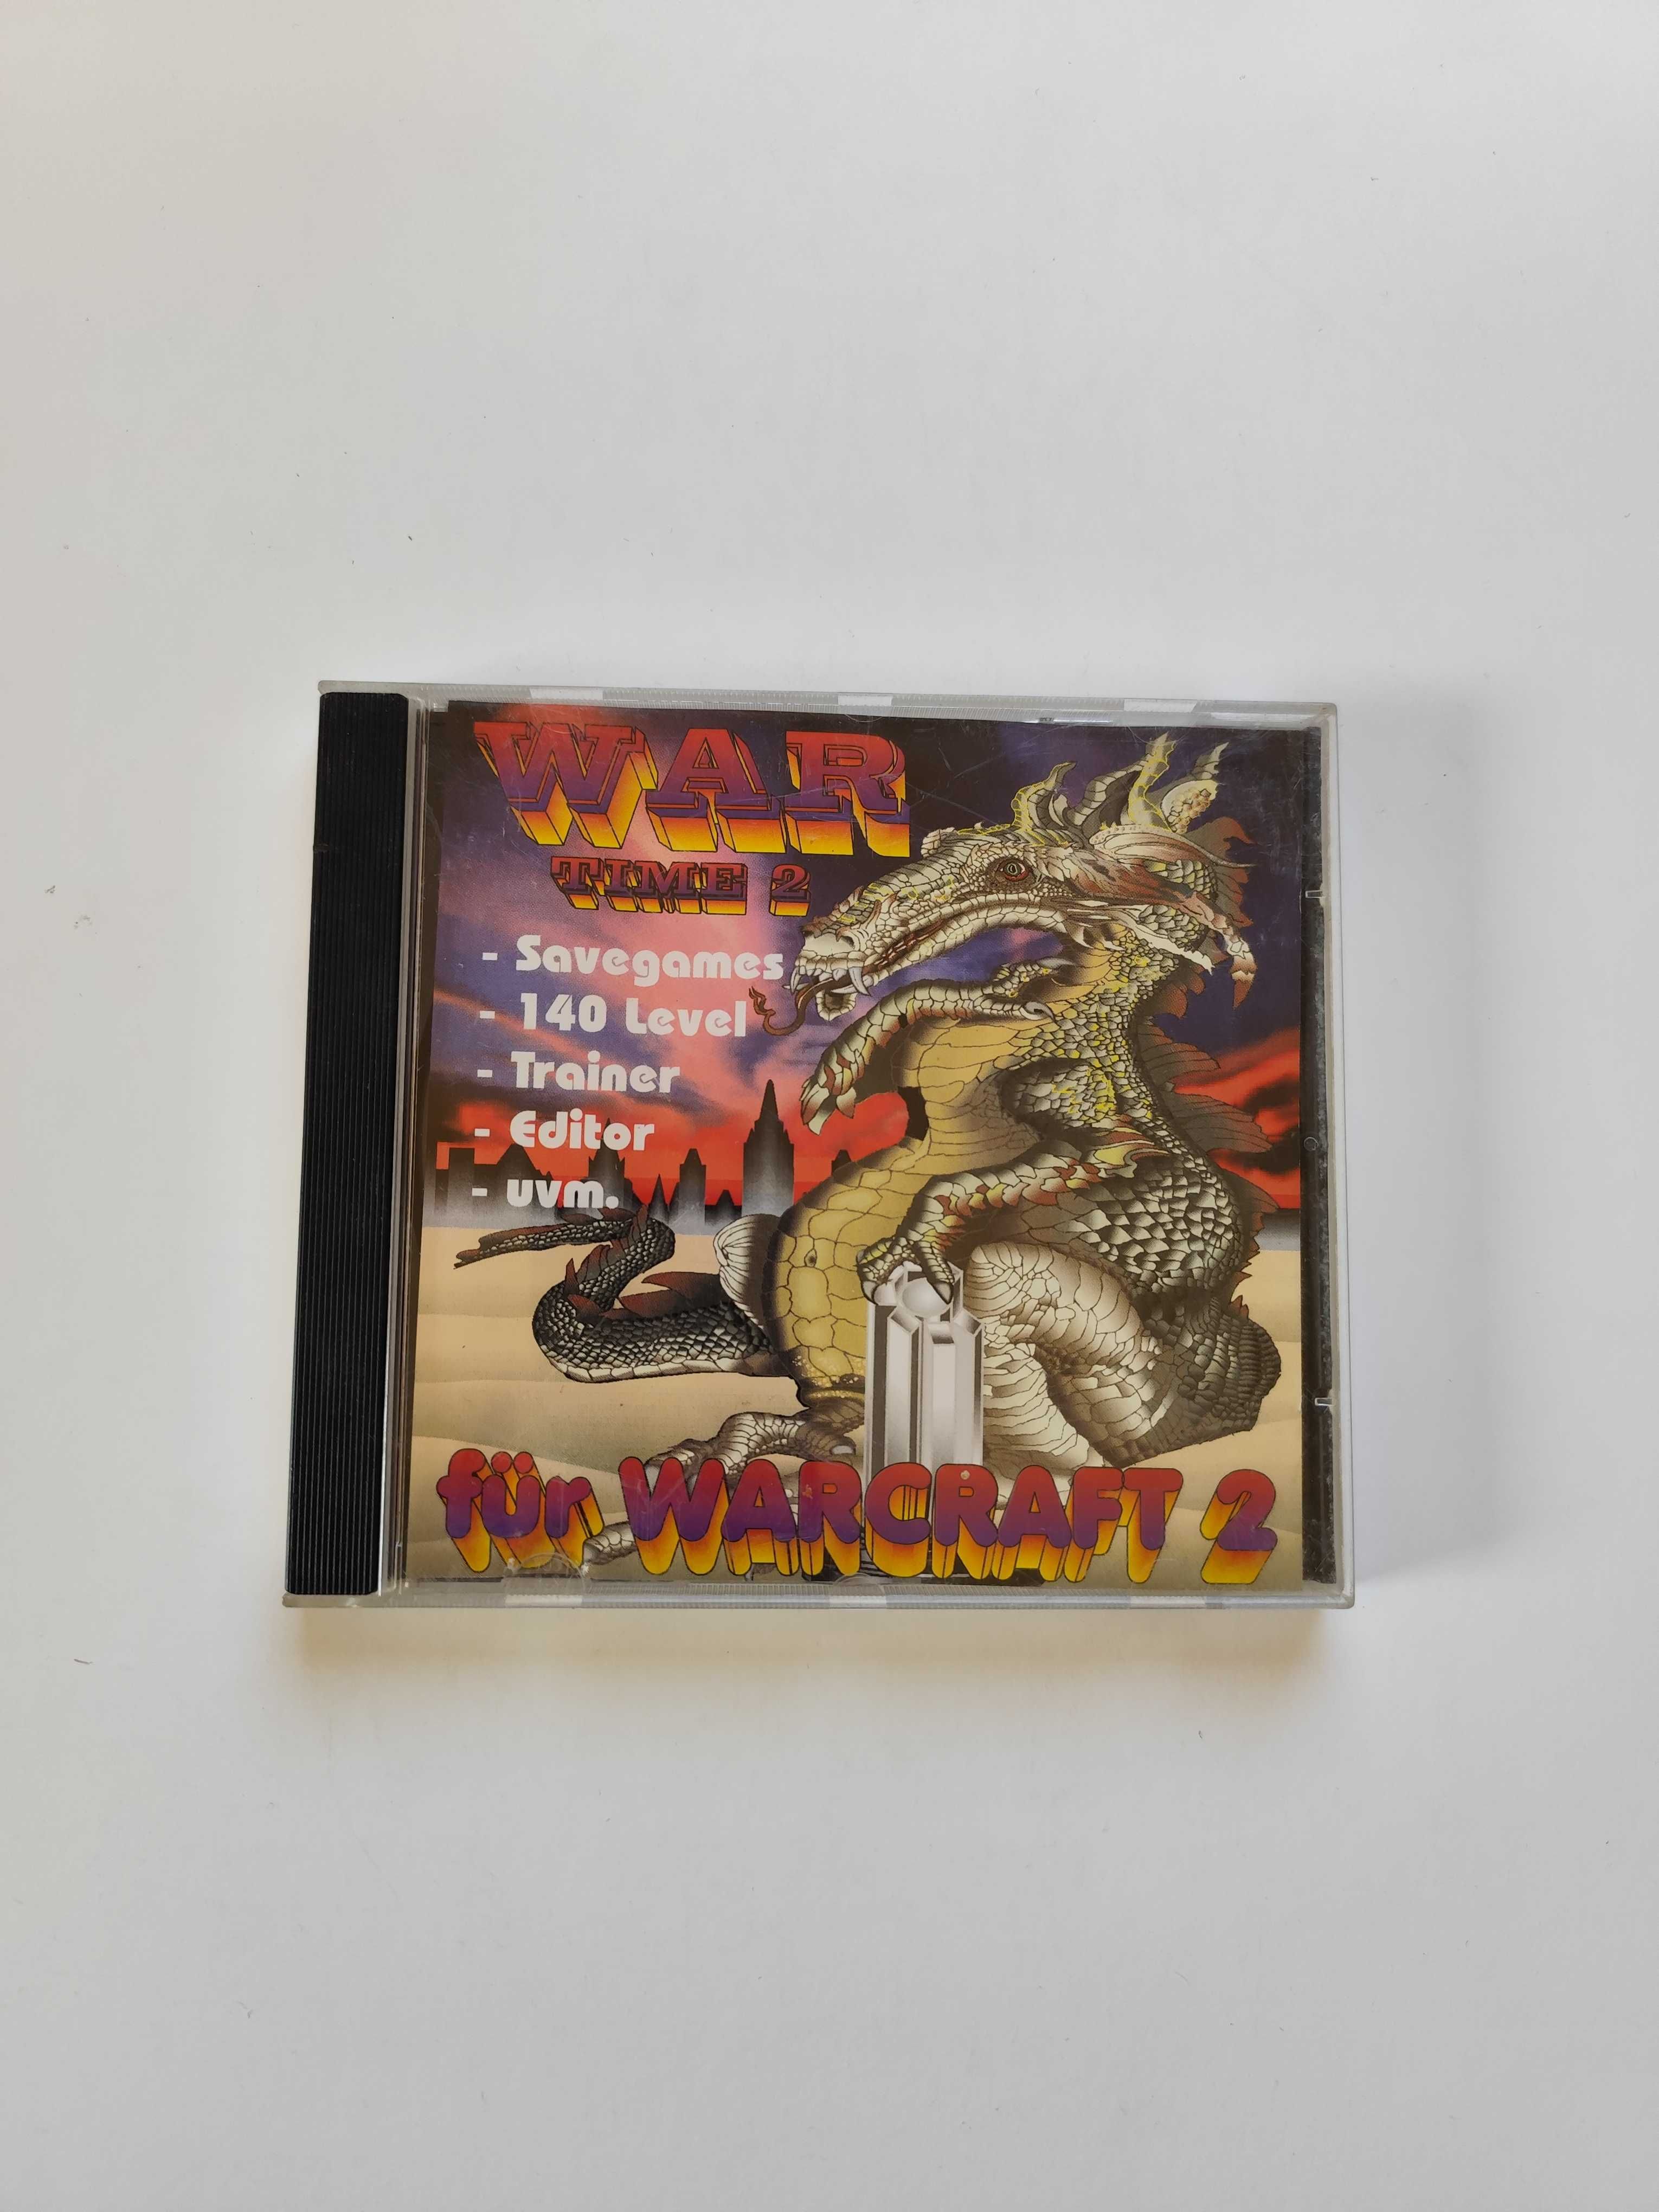 WAR
TIME 2
- Savegames
- 140 Level
- Trainer
- Editor
- uvm.
für WARCRAFT 2